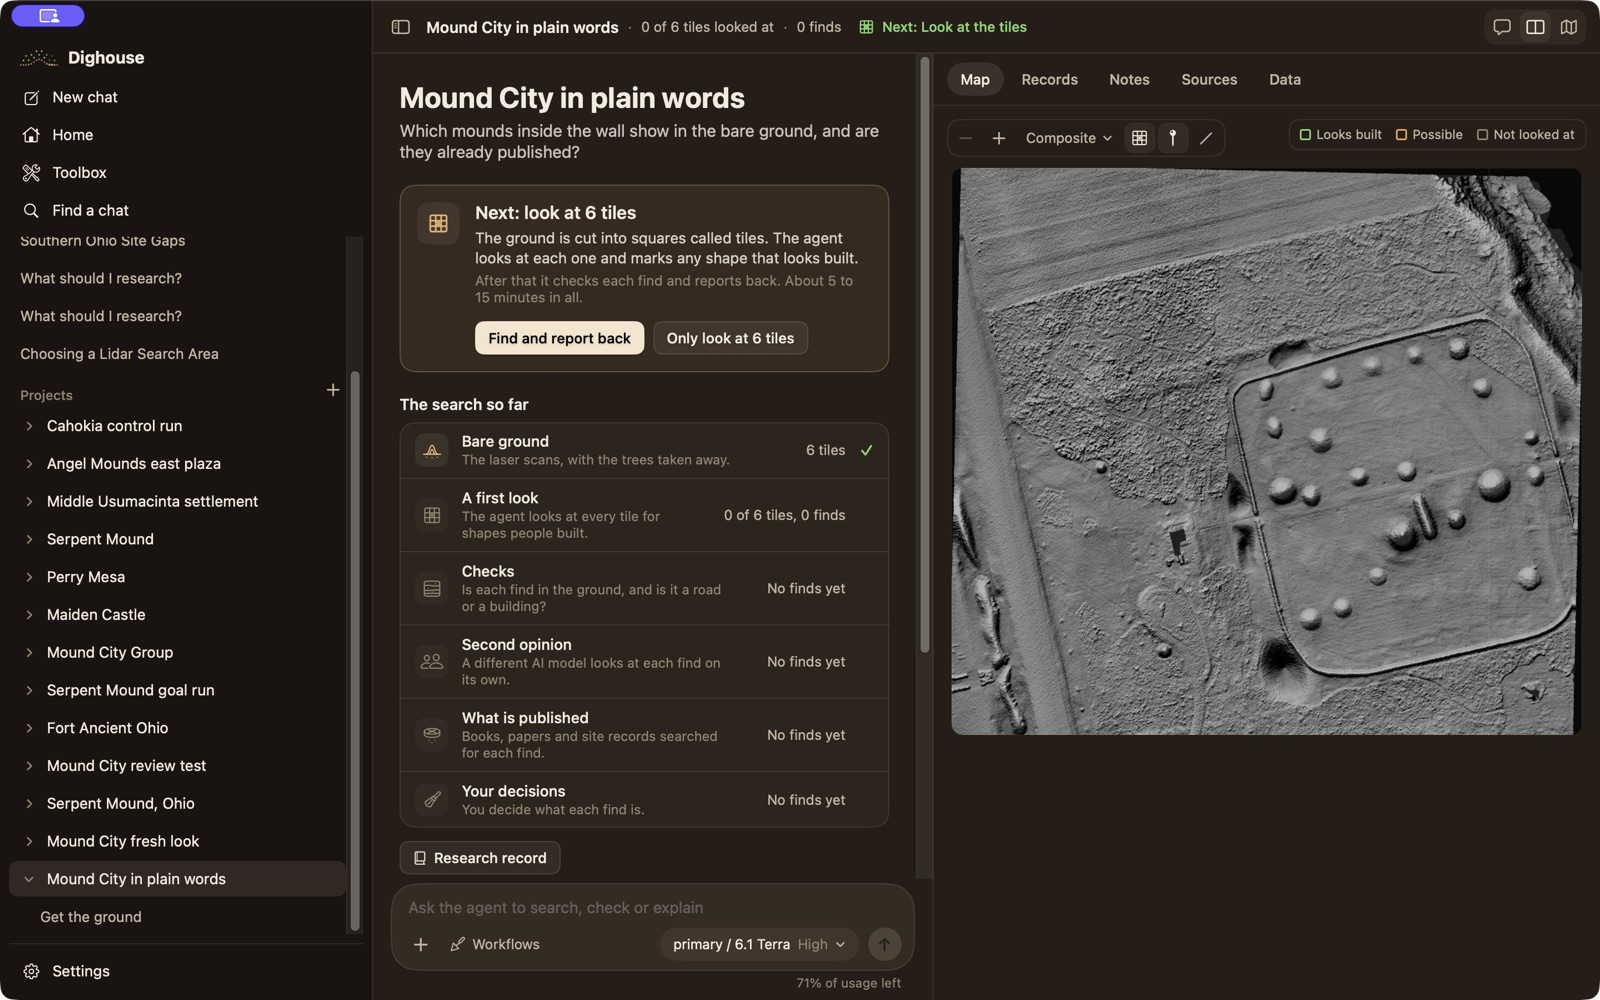 Dighouse
New chat
Home
Toolbox
Find a chat
Southern Ohio Site Gaps
What should I research?
What should I research?
Choosing a Lidar Search Area
Projects
Cahokia control run
Angel Mounds east plaza
Middle Usumacinta settlement
Serpent Mound
Perry Mesa
Maiden Castle
Mound City Group
Serpent Mound goal run
Fort Ancient Ohio
Mound City review test
Serpent Mound, Ohio
Mound City fresh look
Mound City in plain words
Get the ground
Settings
Mound City in plain words · 0 of 6 tiles looked at · 0 finds Next: Look at the tiles
Mound City in plain words
Which mounds inside the wall show in the bare ground, and are
they already published?
Next: look at 6 tiles
The ground is cut into squares called tiles. The agent
looks at each one and marks any shape that looks built.
After that it checks each find and reports back. About 5 to
15 minutes in all.
Find and report back
Only look at 6 tiles
The search so far
Bare ground
The laser scans, with the trees taken away.
6 tiles
A first look
The agent looks at every tile for
shapes people built.
0 of 6 tiles, 0 finds
Checks
Is each find in the ground, and is it a road
or a building?
No finds yet
Second opinion
A different AI model looks at each find on
its own.
No finds yet
What is published
Books, papers and site records searched
for each find.
No finds yet
Your decisions
You decide what each find is.
No finds yet
Research record
Ask the agent to search, check or explain
Workflows
primary / 6.1 Terra High
71% of usage left
Map Records Notes Sources Data
Composite
Looks built Possible Not looked at